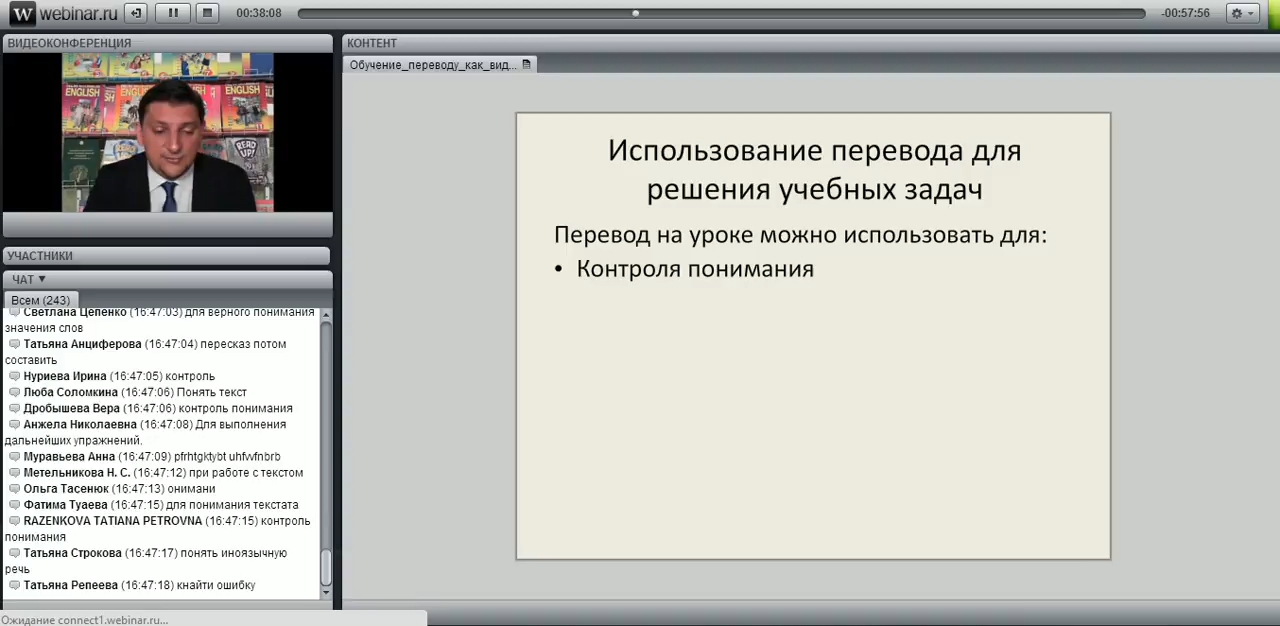 W webinar.ru
00:38:08
-00:57:56
ВИДЕОКОНФЕРЕНЦИЯ
ENGLISH
ENGLISH
READ UP!
УЧАСТНИКИ
ЧАТ ▼
Всем (243)
Светлана Цепенко (16:47:03) для верного понимания
значения слов
Татьяна Анциферова (16:47:04) пересказ потом
составить
Нуриева Ирина (16:47:05) контроль
Люба Соломкина (16:47:06) Понять текст
Дробышева Вера (16:47:06) контроль понимания
Анжела Николаевна (16:47:08) Для выполнения
дальнейших упражнений.
Муравьева Анна (16:47:09) pfrhtgktybt uhfvvfnbrb
Метельникова Н. С. (16:47:12) при работе с текстом
Ольга Тасенюк (16:47:13) онимани
Фатима Туаева (16:47:15) для понимания текстата
RAZENKOVA TATIANA PETROVNA (16:47:15) контроль
понимания
Татьяна Строкова (16:47:17) понять иноязычную
речь
Татьяна Репеева (16:47:18) кнайти ошибку
Ожидание connect1.webinar.ru...
КОНТЕНТ
Обучение_переводу_как_вид...
Использование перевода для
решения учебных задач
Перевод на уроке можно использовать для:
• Контроля понимания